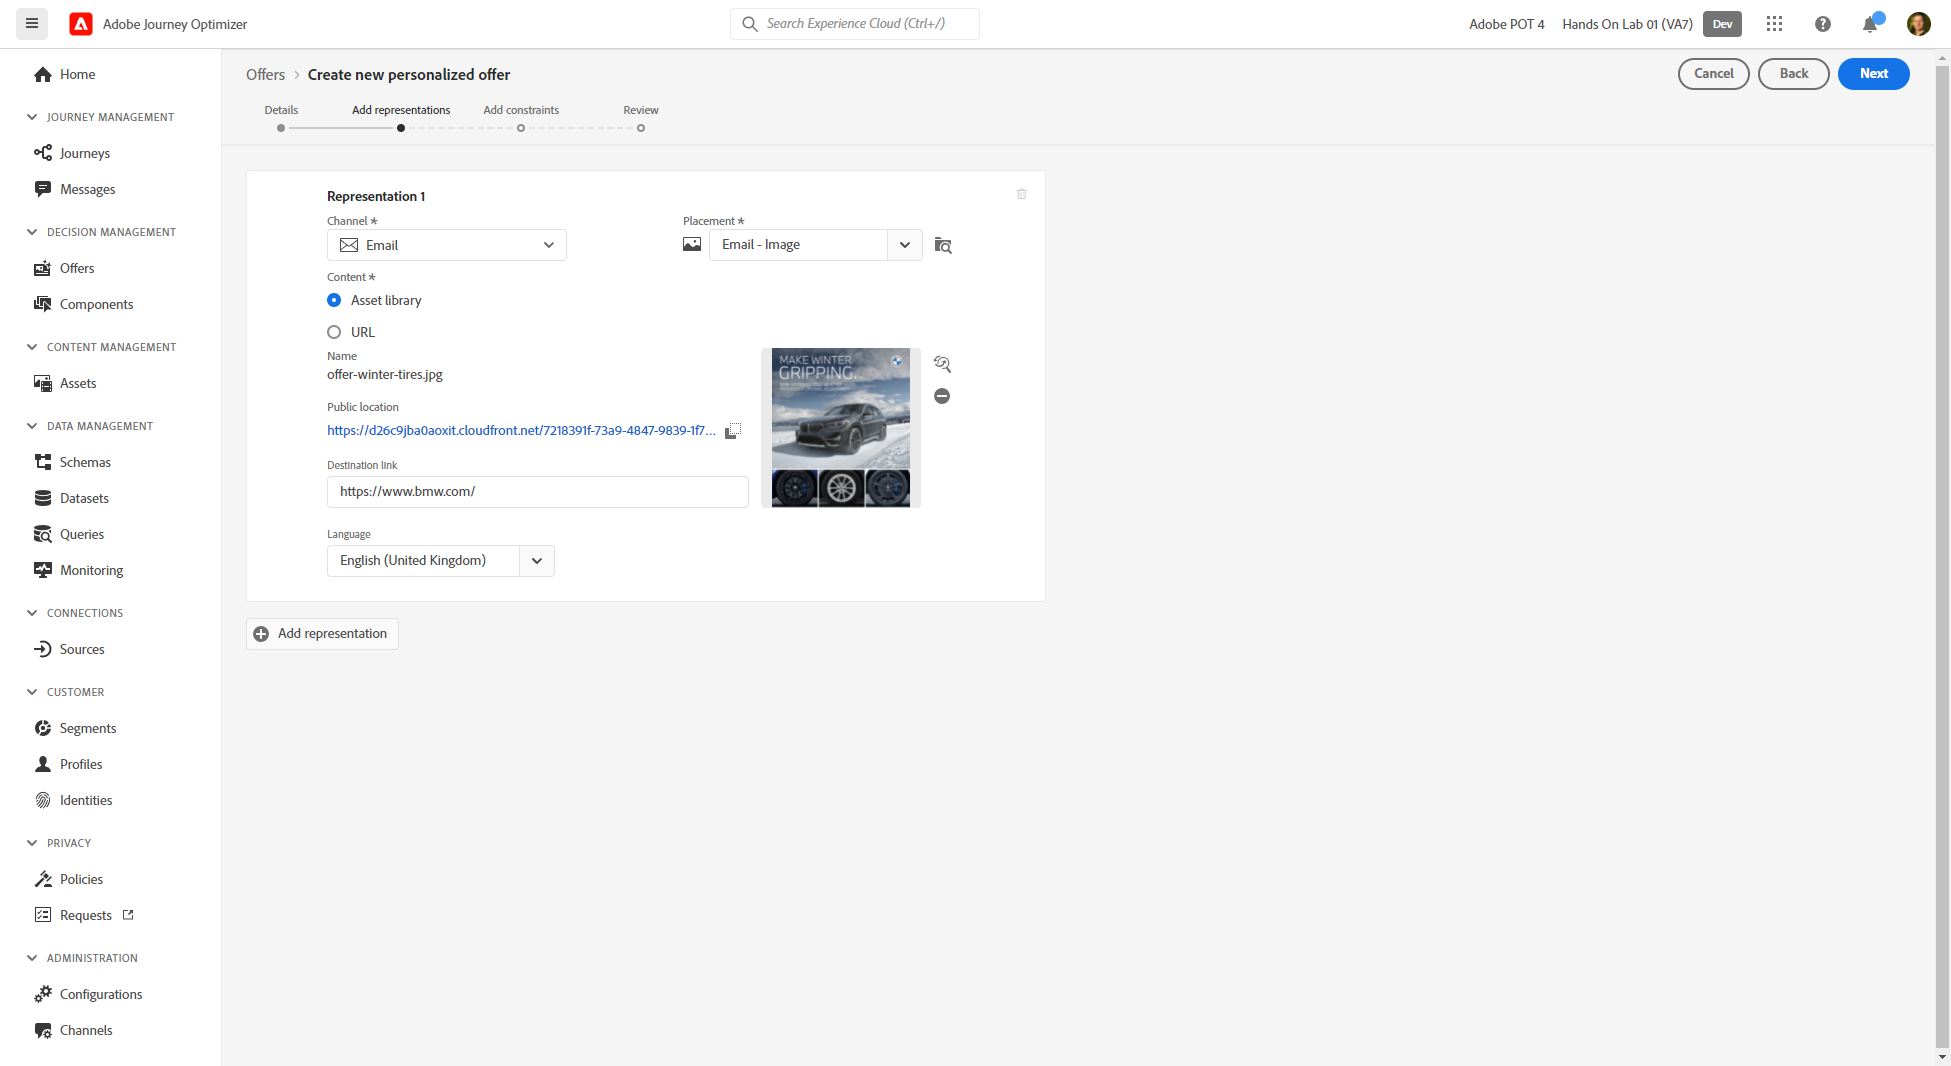 Adobe Journey Optimizer
Search Experience Cloud (Ctrl+/)
Adobe POT 4
Hands On Lab 01 (VA7)
Dev
Home
JOURNEY MANAGEMENT
Journeys
Messages
DECISION MANAGEMENT
Offers
Components
CONTENT MANAGEMENT
Assets
DATA MANAGEMENT
Schemas
Datasets
Queries
Monitoring
CONNECTIONS
Sources
CUSTOMER
Segments
Profiles
Identities
PRIVACY
Policies
Requests
ADMINISTRATION
Configurations
Channels
Offers > Create new personalized offer
Cancel
Back
Next
Details
Add representations
Add constraints
Review
Representation 1
Channel *
Placement *
Email
Email - Image
Content *
Asset library
URL
Name
offer-winter-tires.jpg
MAKE WINTER
GRIPPING.
Public location
https://d26c9jba0aoxit.cloudfront.net/7218391f-73a9-4847-9839-1f7...
Destination link
https://www.bmw.com/
Language
English (United Kingdom)
Add representation